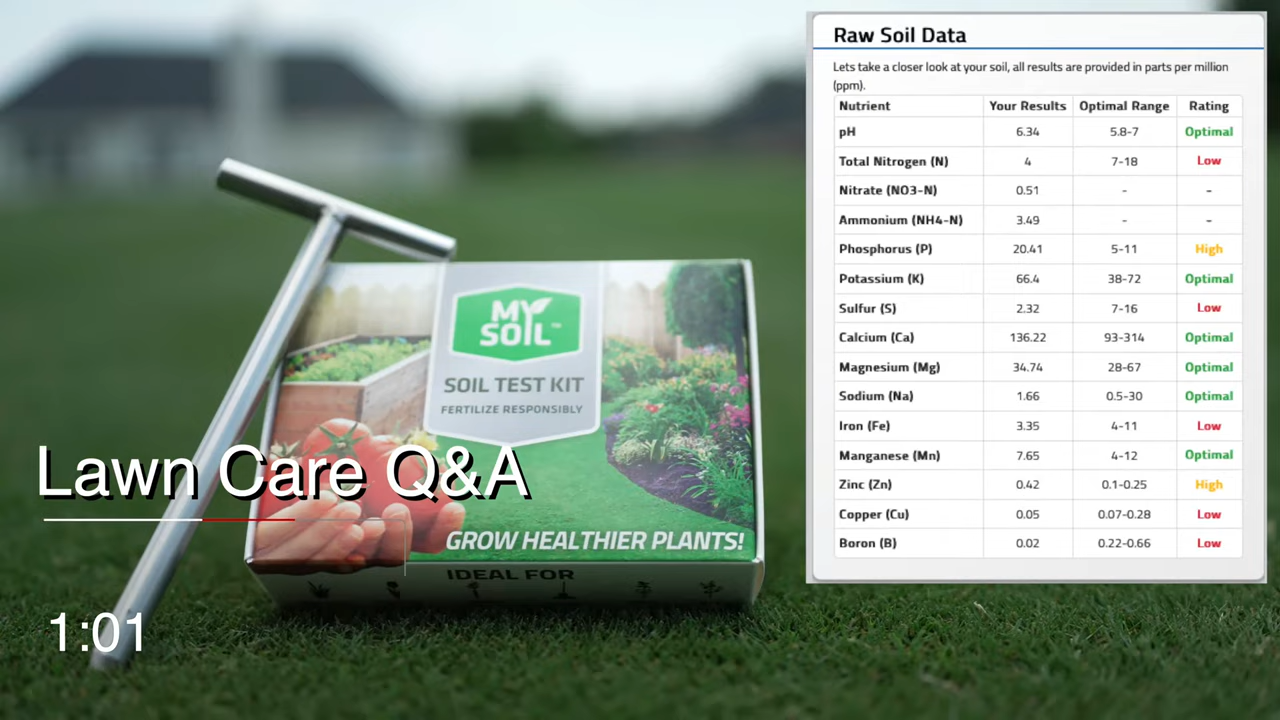 Raw Soil Data
Lets take a closer look at your soil, all results are provided in parts per million
(ppm).
Nutrient Your Results Optimal Range Rating
pH 6.34 5.8-7 Optimal
Total Nitrogen (N) 4 7-18 Low
Nitrate (NO3-N) 0.51 - -
Ammonium (NH4-N) 3.49 - -
Phosphorus (P) 20.41 5-11 High
Potassium (K) 66.4 38-72 Optimal
Sulfur (S) 2.32 7-16 Low
Calcium (Ca) 136.22 93-314 Optimal
Magnesium (Mg) 34.74 28-67 Optimal
Sodium (Na) 1.66 0.5-30 Optimal
Iron (Fe) 3.35 4-11 Low
Manganese (Mn) 7.65 4-12 Optimal
Zinc (Zn) 0.42 0.1-0.25 High
Copper (Cu) 0.05 0.07-0.28 Low
Boron (B) 0.02 0.22-0.66 Low
MY
SOIL™
SOIL TEST KIT
FERTILIZE RESPONSIBLY
GROW HEALTHIER PLANTS!
IDEAL FOR
Lawn Care Q&A
1:01